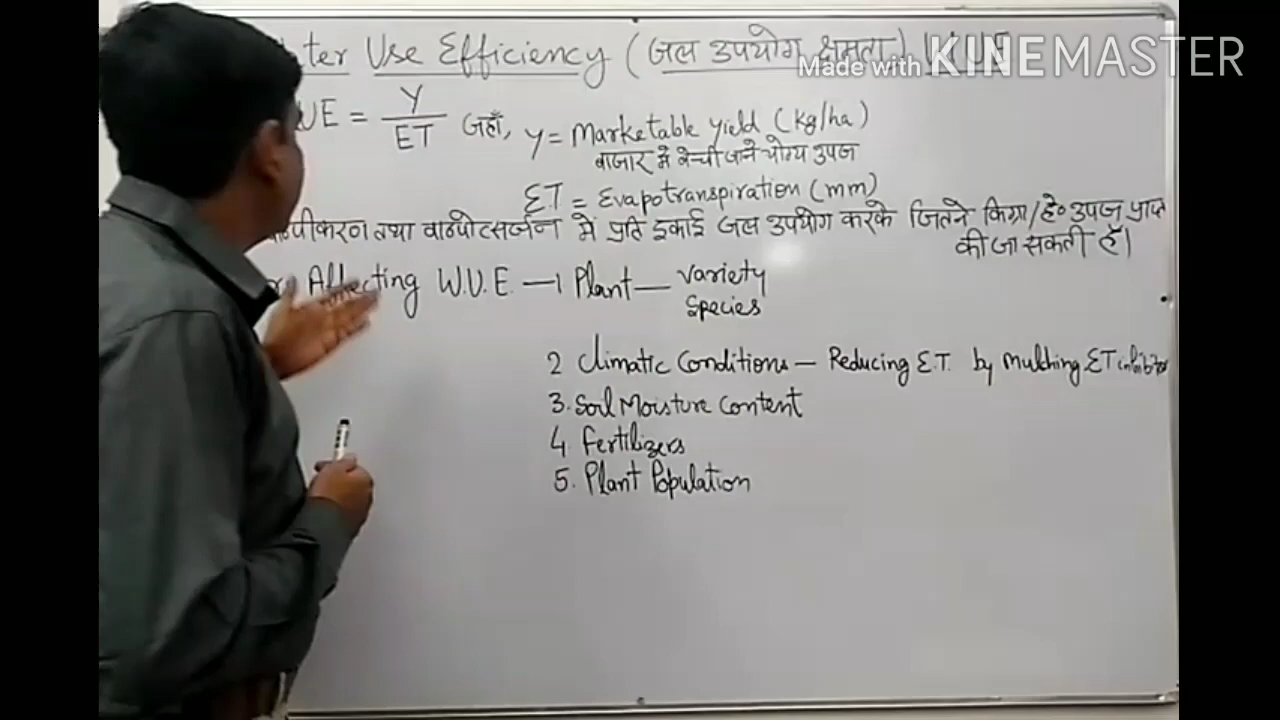 ter Use Efficiency (जल उपयोग क्षमता) W.U.E
Made with KINEMASTER
UE = Y/ET जहाँ, y = Marketable yield (kg/ha)
बाजार में बेची जाने योग्य उपज
ET = Evapotranspiration (mm)
वाष्पीकरण तथा वाष्पोत्सर्जन में प्रति इकाई जल उपयोग करके जितने किग्रा/हे० उपज प्राप्त
की जा सकती हैं।
Affecting W.U.E. — 1 Plant — Variety
Species
2 Climatic Conditions — Reducing E.T. by Mulching ET
3. Soil Moisture Content
4. Fertilizers
5. Plant Population